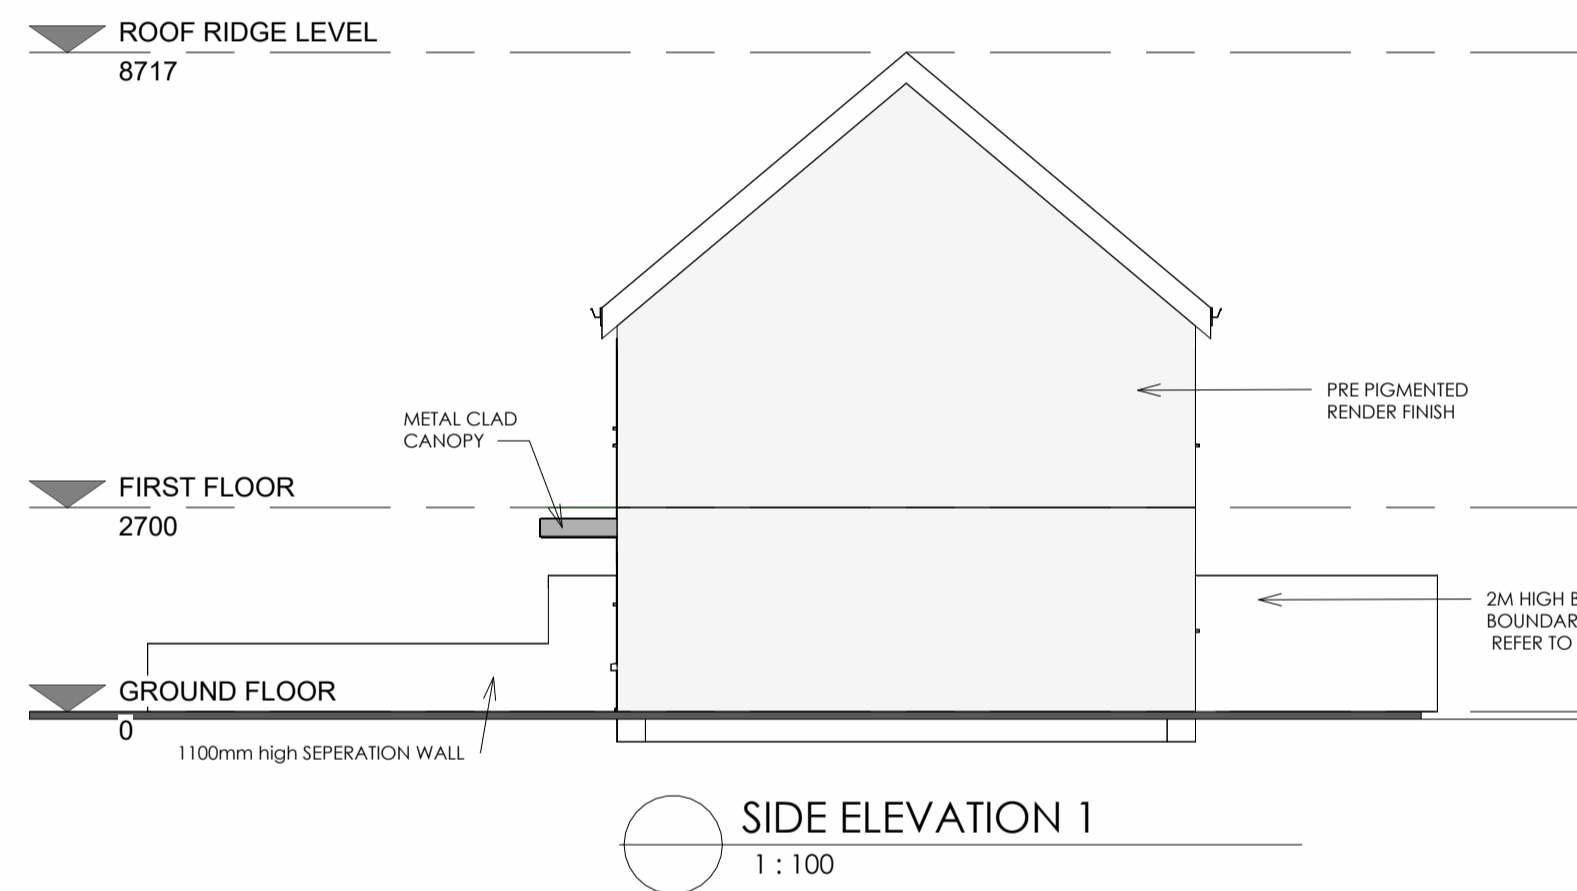 ROOF RIDGE LEVEL
8717
PRE PIGMENTED
RENDER FINISH
METAL CLAD
CANOPY
FIRST FLOOR
2700
2M HIGH B
BOUNDAR
REFER TO
GROUND FLOOR
0
1100mm high SEPERATION WALL
SIDE ELEVATION 1
1 : 100